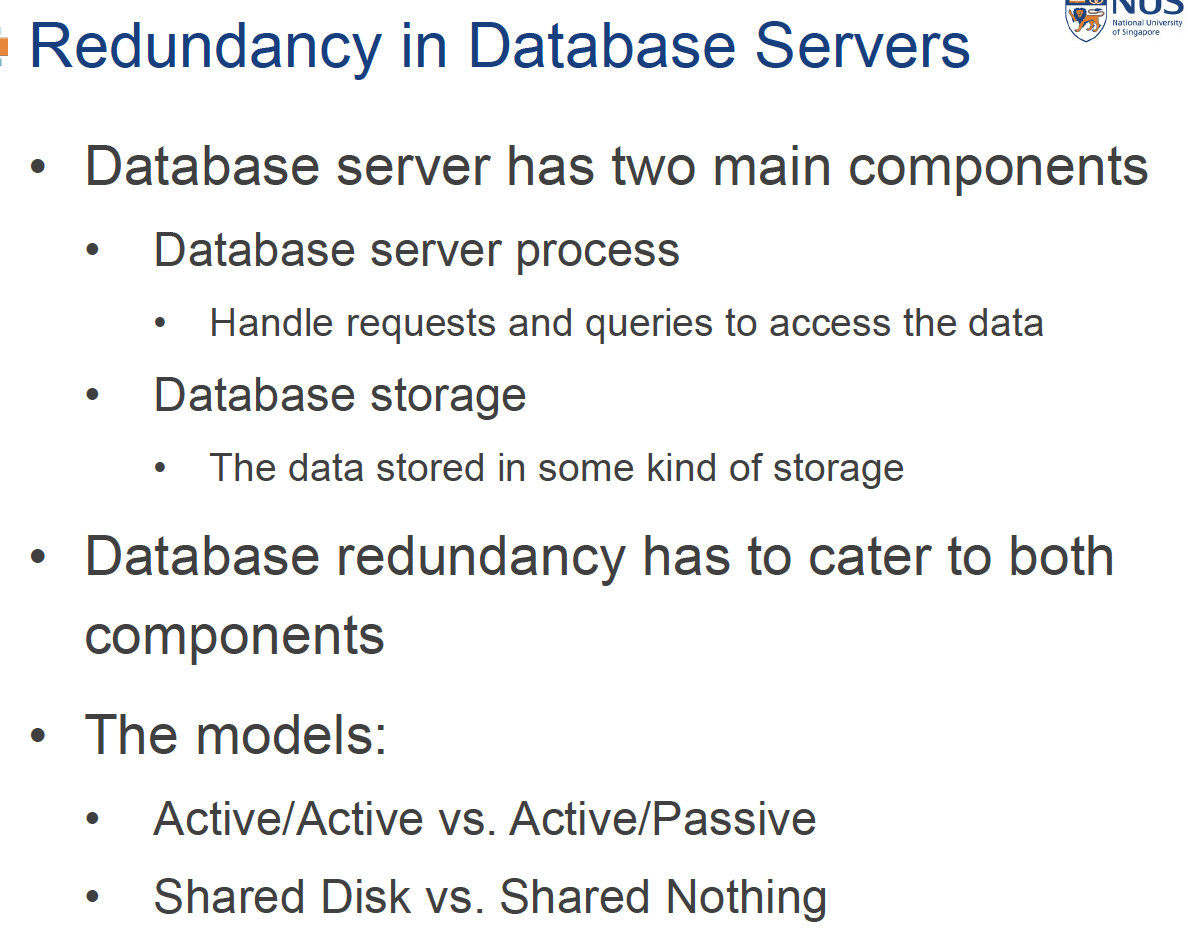 NUS
National University
of Singapore
Redundancy in Database Servers
• Database server has two main components
• Database server process
• Handle requests and queries to access the data
• Database storage
• The data stored in some kind of storage
• Database redundancy has to cater to both
components
• The models:
• Active/Active vs. Active/Passive
• Shared Disk vs. Shared Nothing